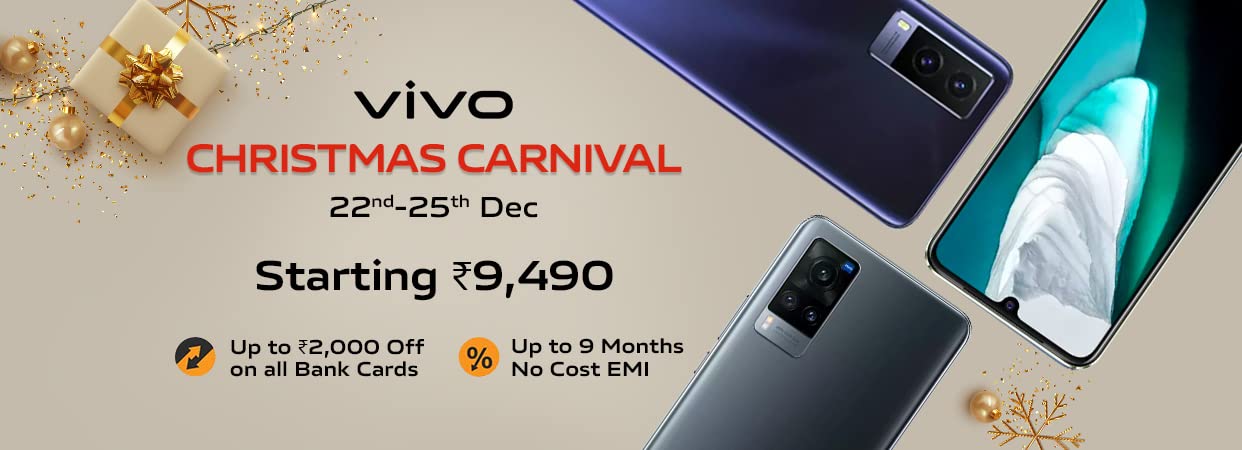 vivo
CHRISTMAS CARNIVAL
22nd-25th Dec
Starting ₹9,490
Up to ₹2,000 Off
on all Bank Cards
%
Up to 9 Months
No Cost EMI